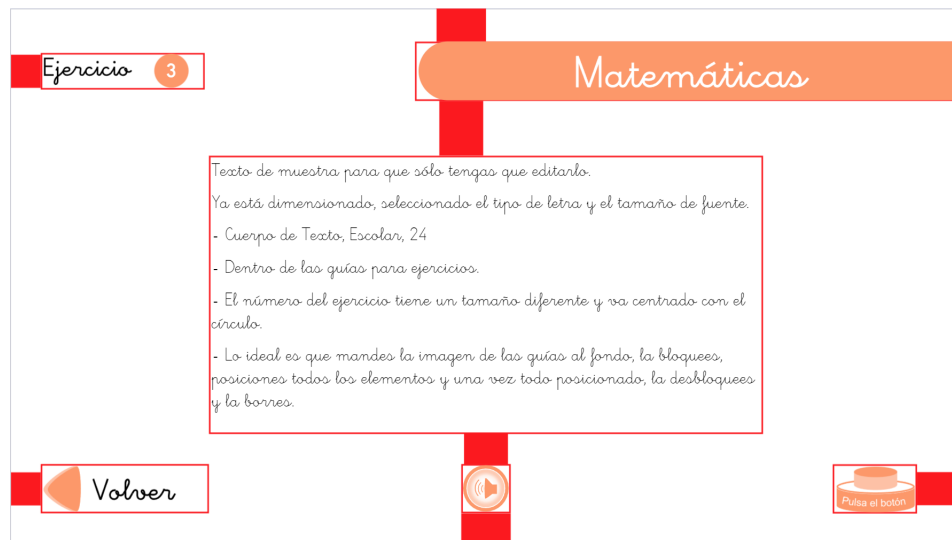 Ejercicio 3
Matemáticas
Texto de muestra para que sólo tengas que editarlo.
Ya está dimensionado, seleccionado el tipo de letra y el tamaño de fuente.
- Cuerpo de Texto, Escolar, 24
- Dentro de las guías para ejercicios.
- El número del ejercicio tiene un tamaño diferente y va centrado con el
círculo.
- Lo ideal es que mandes la imagen de las guías al fondo, la bloquees,
posiciones todos los elementos y una vez todo posicionado, la desbloquees
y la borres.
Volver
Pulsa el botón